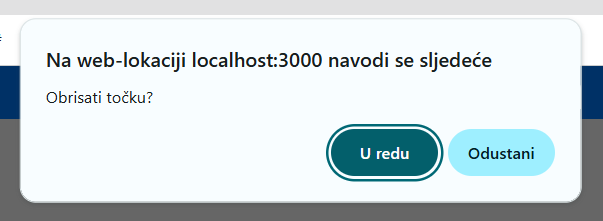 Na web-lokaciji localhost:3000 navodi se sljedeće
Obrisati točku?
U redu
Odustani